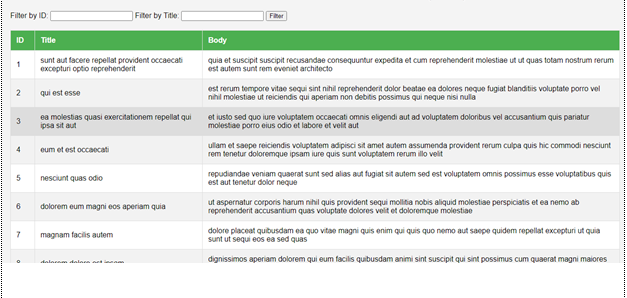 Filter by ID: Filter by Title: Filter
ID Title Body
1 sunt aut facere repellat provident occaecati excepturi optio reprehenderit quia et suscipit suscipit recusandae consequuntur expedita et cum reprehenderit molestiae ut ut quas totam nostrum rerum est autem sunt rem eveniet architecto
2 qui est esse est rerum tempore vitae sequi sint nihil reprehenderit dolor beatae ea dolores neque fugiat blanditiis voluptate porro vel nihil molestiae ut reiciendis qui aperiam non debitis possimus qui neque nisi nulla
3 ea molestias quasi exercitationem repellat qui ipsa sit aut et iusto sed quo iure voluptatem occaecati omnis eligendi aut ad voluptatem doloribus vel accusantium quis pariatur molestiae porro eius odio et labore et velit aut
4 eum et est occaecati ullam et saepe reiciendis voluptatem adipisci sit amet autem assumenda provident rerum culpa quis hic commodi nesciunt rem tenetur doloremque ipsam iure quis sunt voluptatem rerum illo velit
5 nesciunt quas odio repudiandae veniam quaerat sunt sed alias aut fugiat sit autem sed est voluptatem omnis possimus esse voluptatibus quis est aut tenetur dolor neque
6 dolorem eum magni eos aperiam quia ut aspernatur corporis harum nihil quis provident sequi mollitia nobis aliquid molestiae perspiciatis et ea nemo ab reprehenderit accusantium quas voluptate dolores velit et doloremque molestiae
7 magnam facilis autem dolore placeat quibusdam ea quo vitae magni quis enim qui quis quo nemo aut saepe quidem repellat excepturi ut quia sunt ut sequi eos ea sed quas
8 dolorem dolore est ipsam dignissimos aperiam dolorem qui eum facilis quibusdam animi sint suscipit qui sint possimus cum quaerat magni maiores